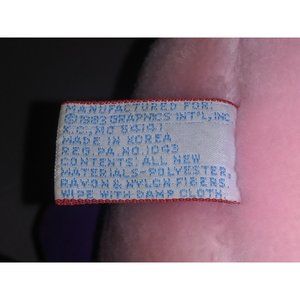 MANUFACTURED FOR:
©1983 GRAPHICS INT'L, INC.
K.C., MO 64141
MADE IN KOREA
REG. PA. NO. 1043
CONTENTS: ALL NEW
MATERIALS-POLYESTER,
RAYON & NYLON FIBERS.
WIPE WITH DAMP CLOTH.